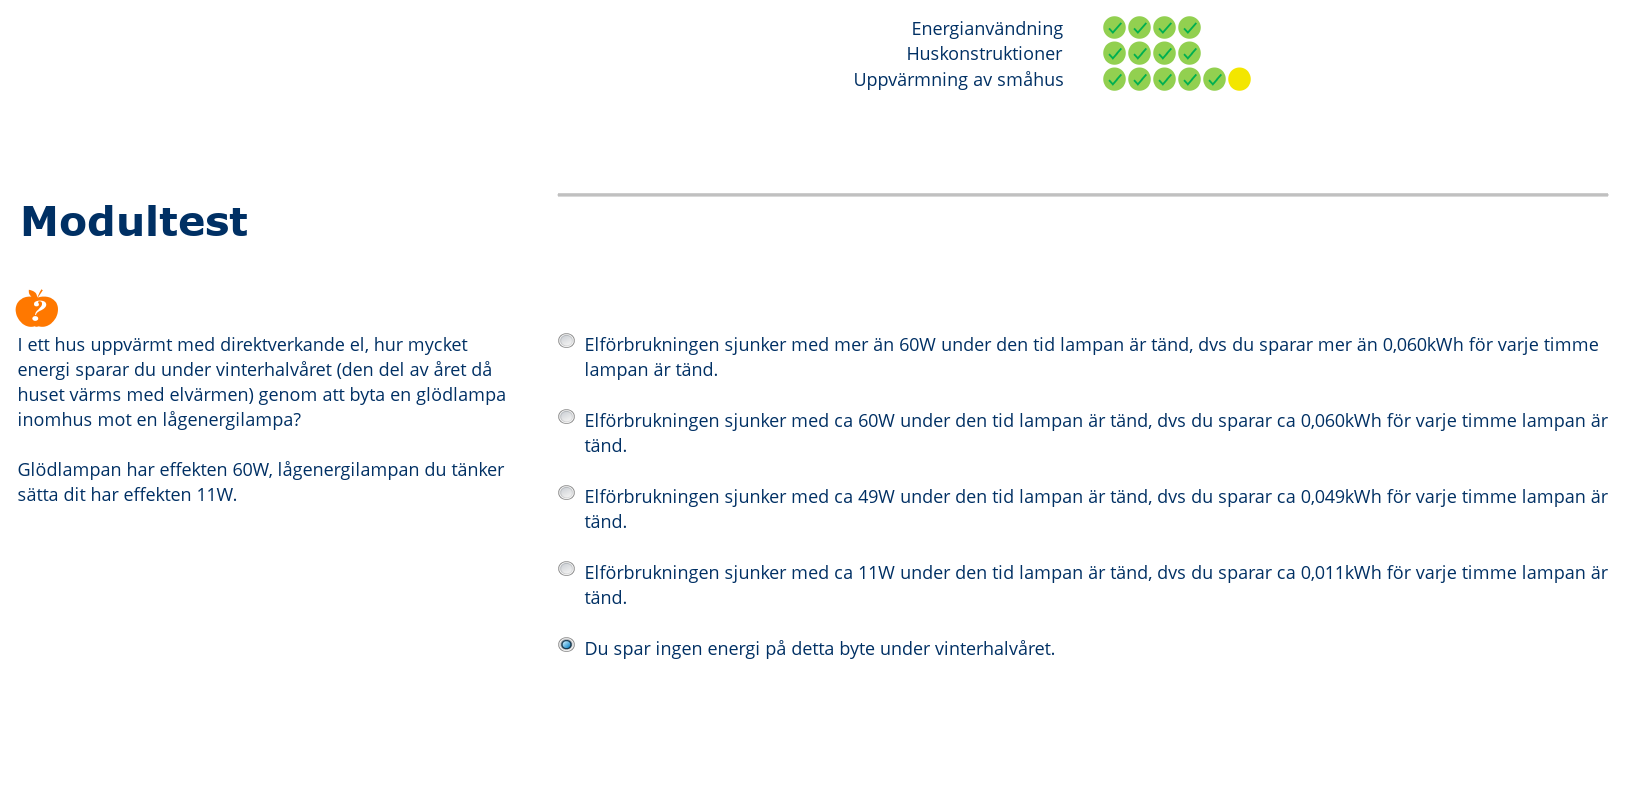 Energianvändning
Huskonstruktioner
Uppvärmning av småhus
Modultest
?
I ett hus uppvärmt med direktverkande el, hur mycket
energi sparar du under vinterhalvåret (den del av året då
huset värms med elvärmen) genom att byta en glödlampa
inomhus mot en lågenergilampa?
Glödlampan har effekten 60W, lågenergilampan du tänker
sätta dit har effekten 11W.
Elförbrukningen sjunker med mer än 60W under den tid lampan är tänd, dvs du sparar mer än 0,060kWh för varje timme
lampan är tänd.
Elförbrukningen sjunker med ca 60W under den tid lampan är tänd, dvs du sparar ca 0,060kWh för varje timme lampan är
tänd.
Elförbrukningen sjunker med ca 49W under den tid lampan är tänd, dvs du sparar ca 0,049kWh för varje timme lampan är
tänd.
Elförbrukningen sjunker med ca 11W under den tid lampan är tänd, dvs du sparar ca 0,011kWh för varje timme lampan är
tänd.
Du spar ingen energi på detta byte under vinterhalvåret.